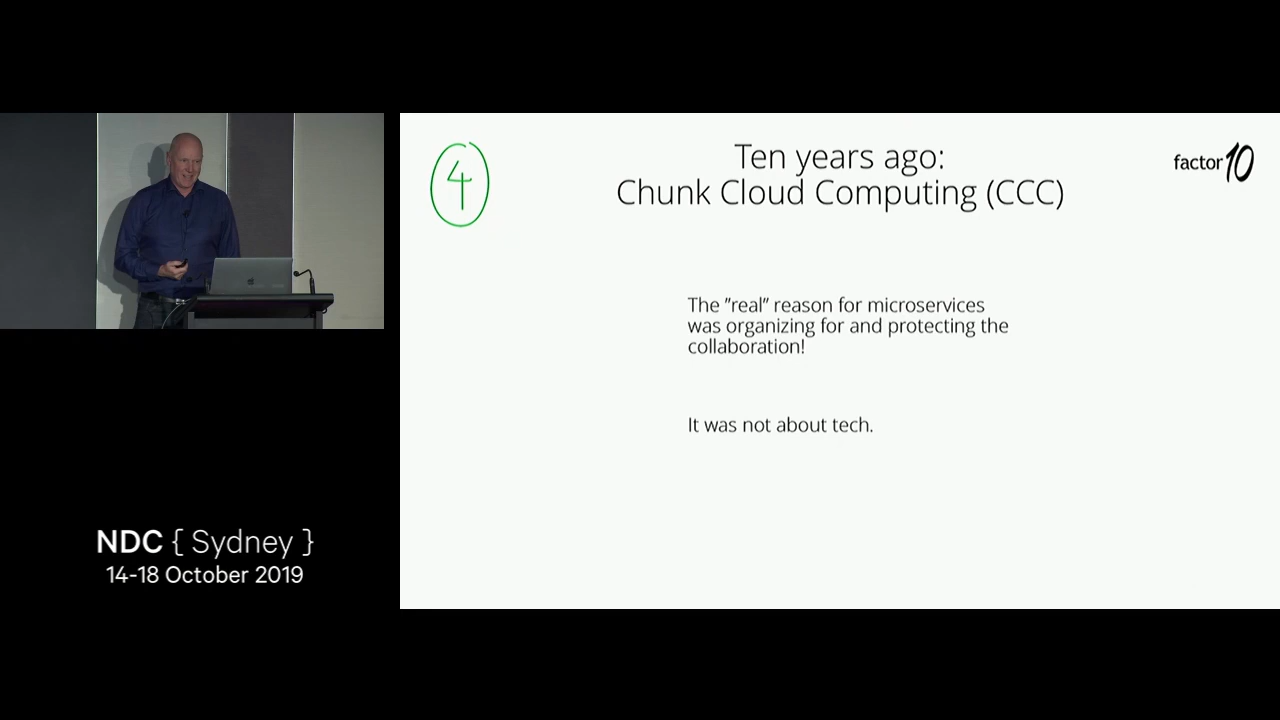 4
Ten years ago:
Chunk Cloud Computing (CCC)
factor10
The "real" reason for microservices
was organizing for and protecting the
collaboration!
It was not about tech.
NDC { Sydney }
14-18 October 2019